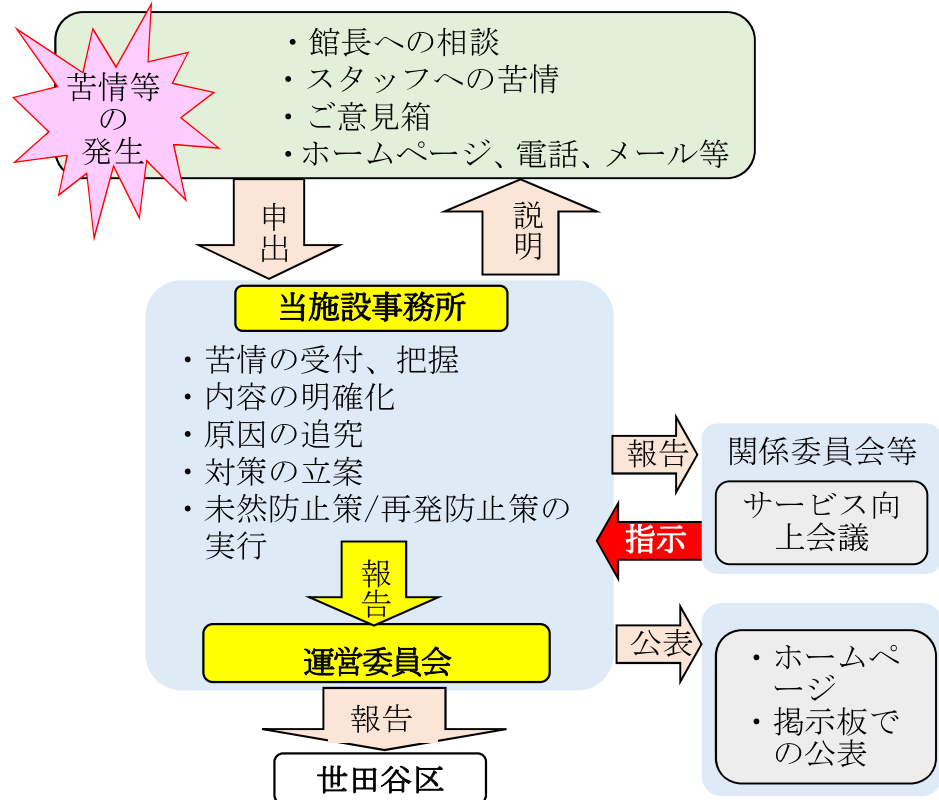 苦情等
の
発生
・館長への相談
・スタッフへの苦情
・ご意見箱
・ホームページ、電話、メール等
申出
説明
当施設事務所
・苦情の受付、把握
・内容の明確化
・原因の追究
・対策の立案
・未然防止策/再発防止策の
実行
報告
運営委員会
報告
世田谷区
報告
関係委員会等
サービス向
上会議
指示
公表
・ホームペ
ージ
・掲示板で
の公表